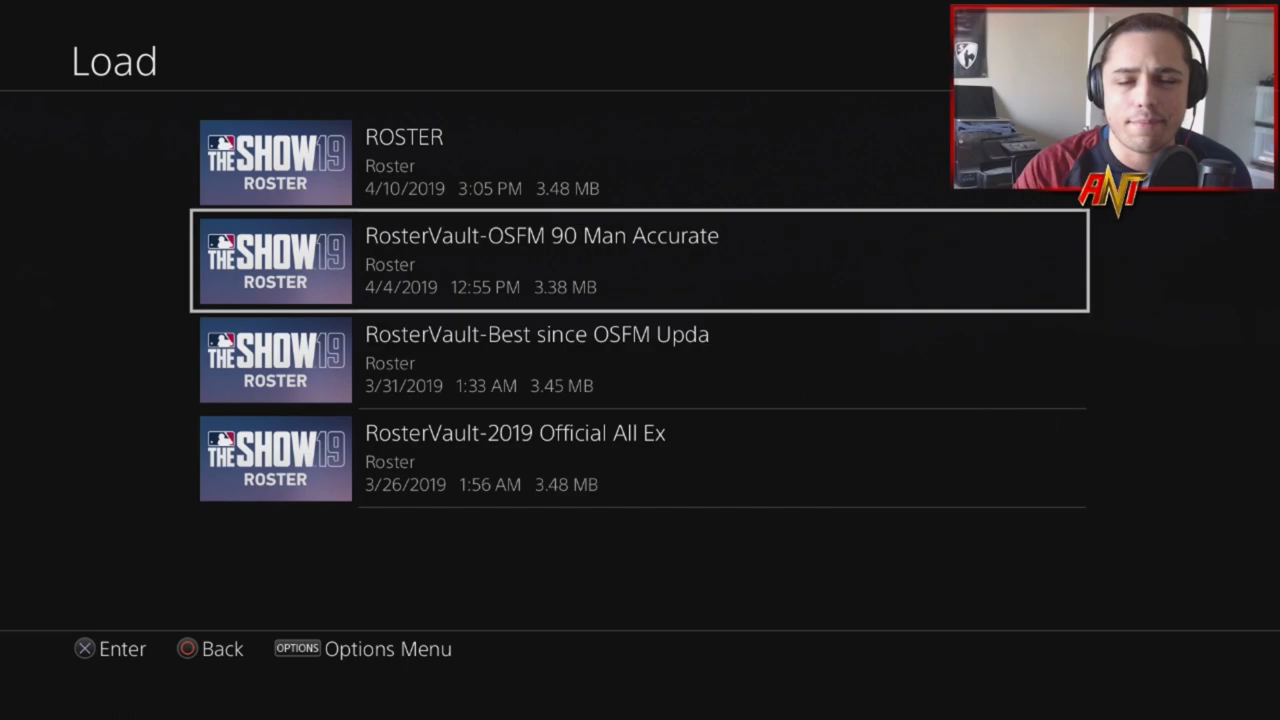 Load
THE SHOW 19
ROSTER
ROSTER
Roster
4/10/2019 3:05 PM 3.48 MB
THE SHOW 19
ROSTER
RosterVault-OSFM 90 Man Accurate
Roster
4/4/2019 12:55 PM 3.38 MB
THE SHOW 19
ROSTER
RosterVault-Best since OSFM Upda
Roster
3/31/2019 1:33 AM 3.45 MB
THE SHOW 19
ROSTER
RosterVault-2019 Official All Ex
Roster
3/26/2019 1:56 AM 3.48 MB
ANT
Enter Back OPTIONS Options Menu